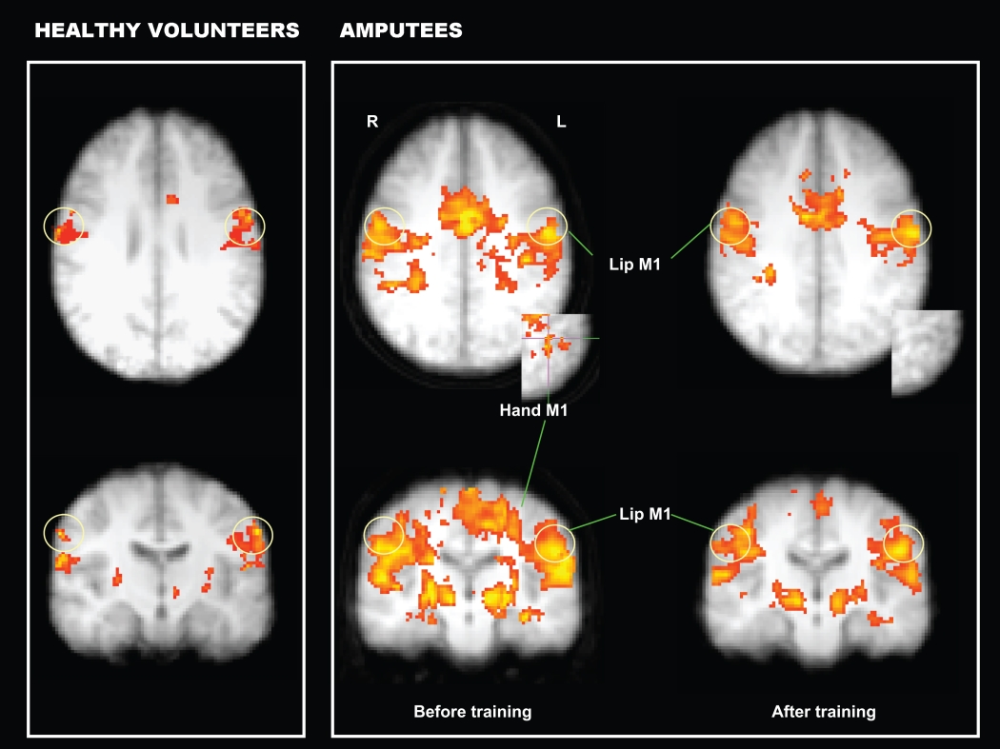 HEALTHY VOLUNTEERS
AMPUTEES
R
L
Lip M1
Hand M1
Lip M1
Before training
After training